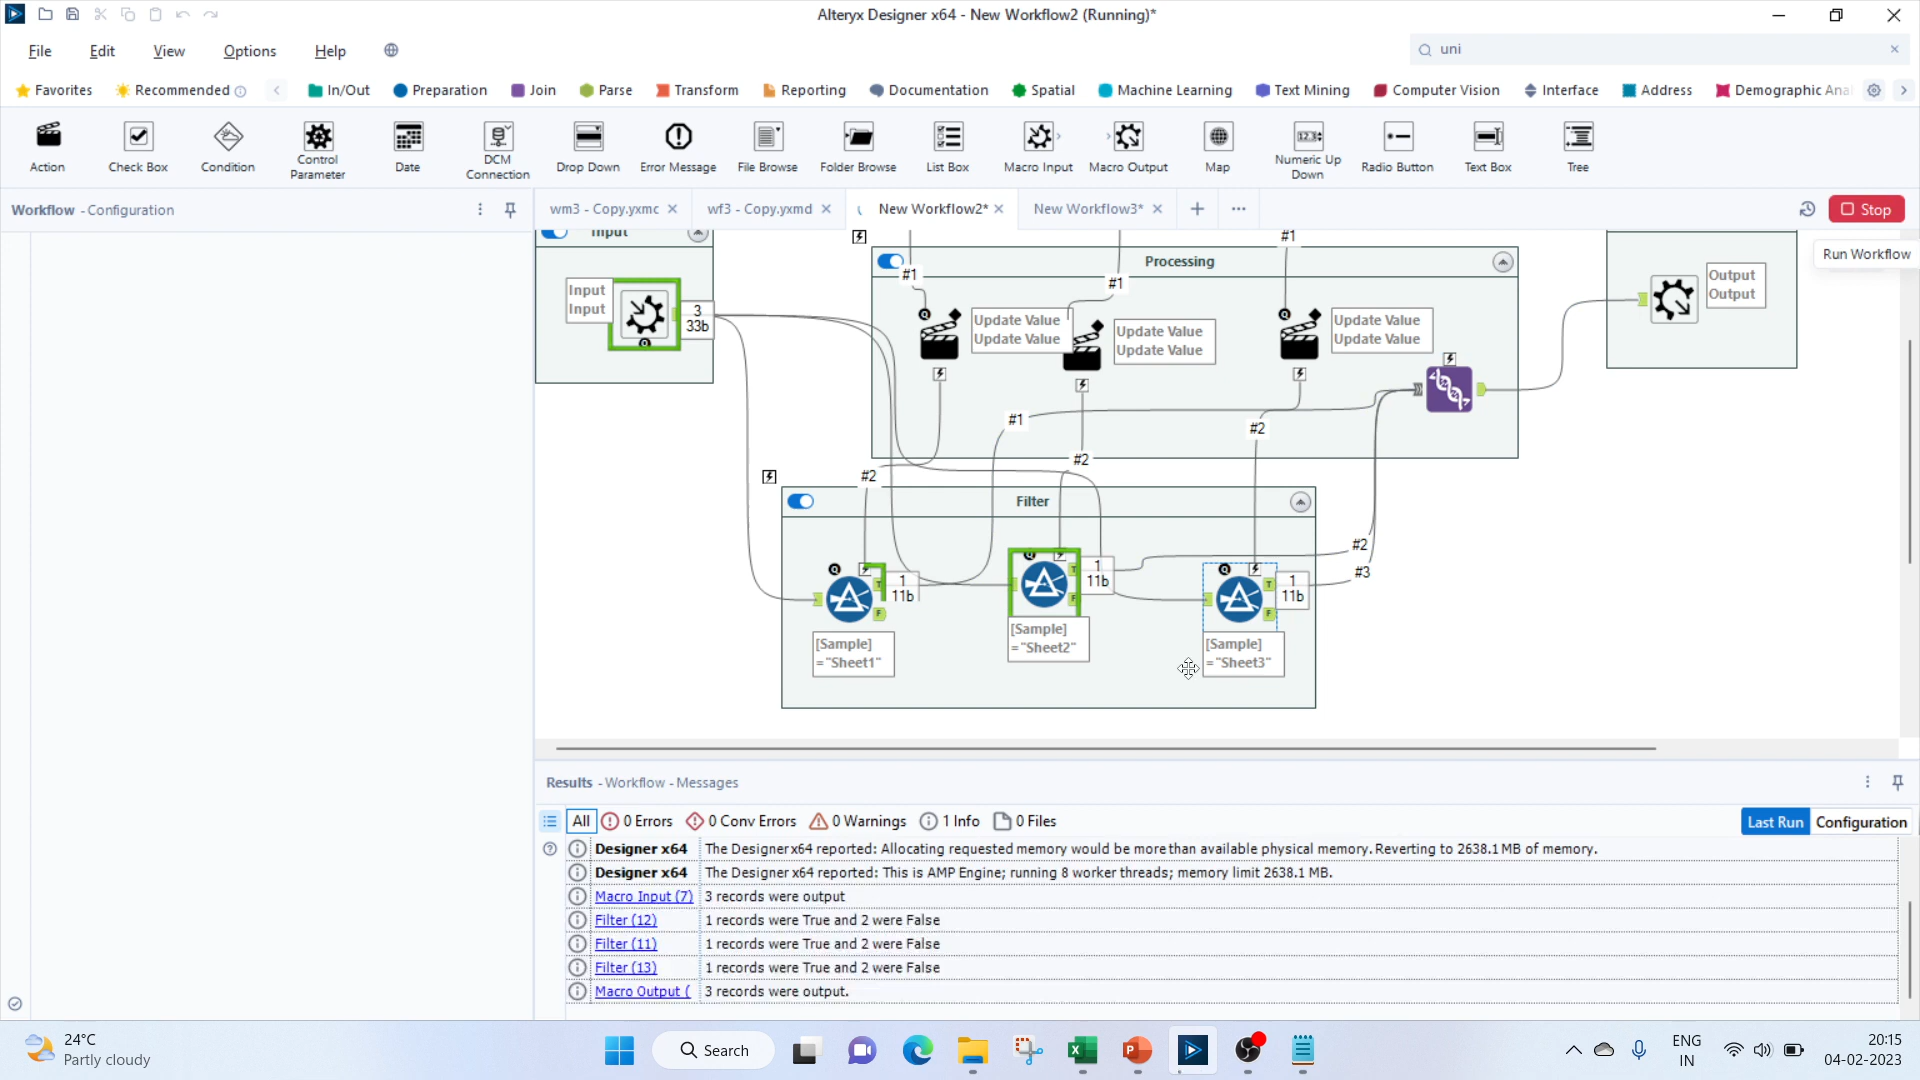 Alteryx Designer x64 - New Workflow2 (Running)*
File Edit View Options Help
uni
Favorites Recommended In/Out Preparation Join Parse Transform Reporting Documentation Spatial Machine Learning Text Mining Computer Vision Interface Address Demographic Ana
Action Check Box Condition Control Parameter Date DCM Connection Drop Down Error Message File Browse Folder Browse List Box Macro Input Macro Output Map Numeric Up Down Radio Button Text Box Tree
Workflow - Configuration
wm3 - Copy.yxmc wf3 - Copy.yxmd New Workflow2* New Workflow3* Stop
Run Workflow
Input
#1
Processing
#1
#1
Input
Input
3
33b
Update Value
Update Value
Update Value
Update Value
Update Value
Update Value
Output
Output
#1
#2
#2
#2
Filter
#2
#3
T
F
1
11b
T
F
1
11b
T
F
1
11b
[Sample]
="Sheet1"
[Sample]
="Sheet2"
[Sample]
="Sheet3"
Results - Workflow - Messages
All 0 Errors 0 Conv Errors 0 Warnings 1 Info 0 Files Last Run Configuration
Designer x64 The Designer x64 reported: Allocating requested memory would be more than available physical memory. Reverting to 2638.1 MB of memory.
Designer x64 The Designer x64 reported: This is AMP Engine; running 8 worker threads; memory limit 2638.1 MB.
Macro Input (7) 3 records were output
Filter (12) 1 records were True and 2 were False
Filter (11) 1 records were True and 2 were False
Filter (13) 1 records were True and 2 were False
Macro Output ( 3 records were output.
24°C
Partly cloudy
Search
ENG
IN
20:15
04-02-2023